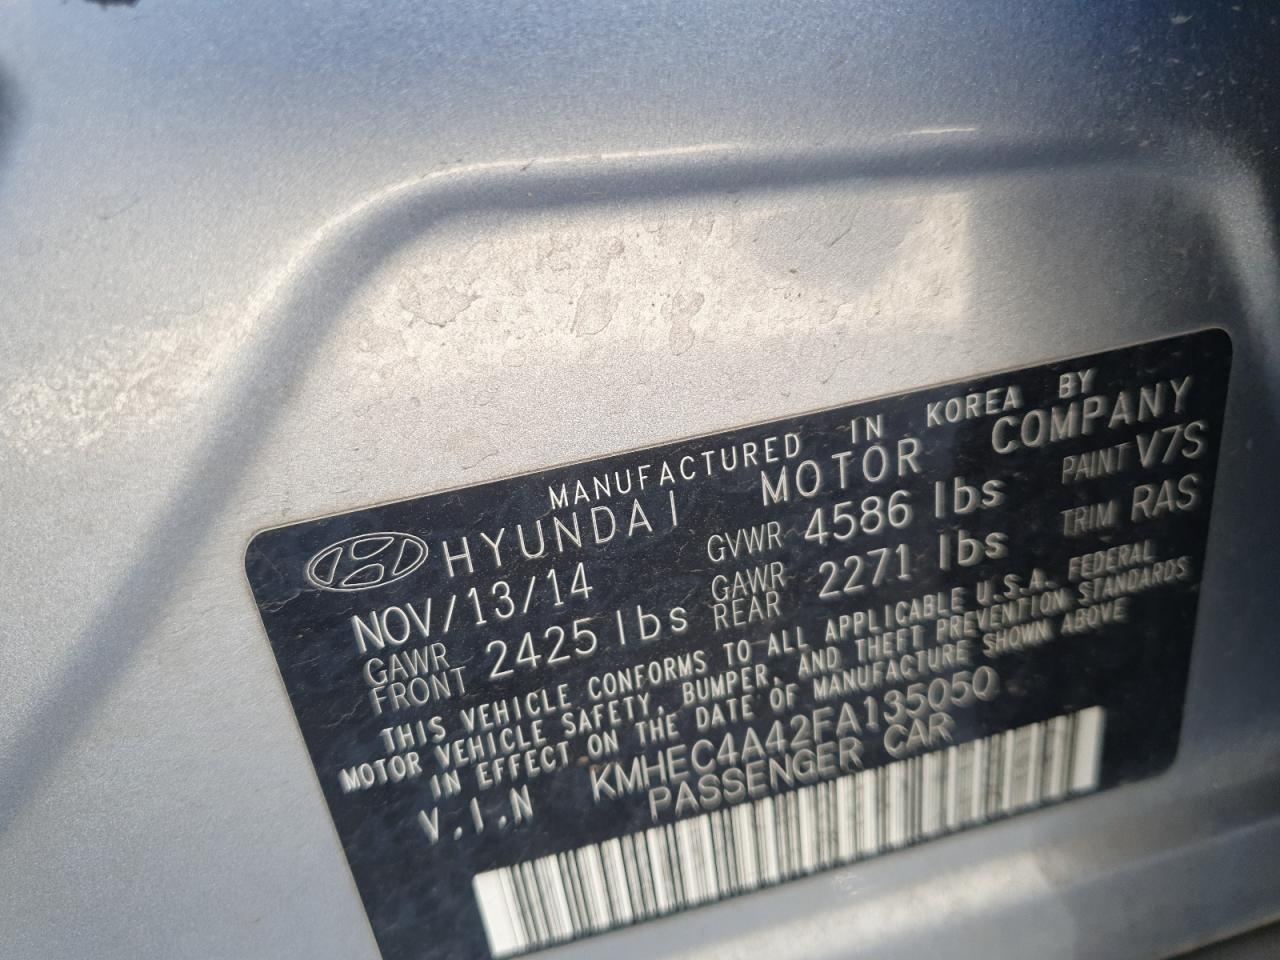 MANUFACTURED IN KOREA BY
HYUNDAI MOTOR COMPANY
NOV/13/14 GVWR 4586 lbs PAINT V7S
GAWR FRONT 2425 lbs GAWR REAR 2271 lbs TRIM RAS
THIS VEHICLE CONFORMS TO ALL APPLICABLE U.S.A. FEDERAL
MOTOR VEHICLE SAFETY, BUMPER, AND THEFT PREVENTION STANDARDS
IN EFFECT ON THE DATE OF MANUFACTURE SHOWN ABOVE
V.I.N KMHEC4A42FA135050
PASSENGER CAR